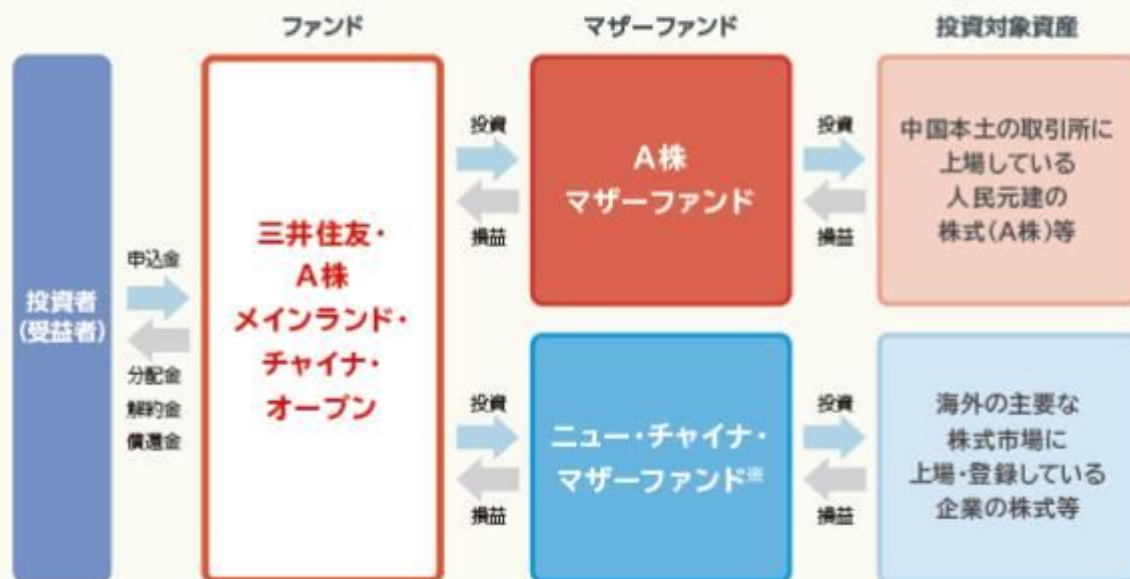 ファンド
マザーファンド
投資対象資産
投資者
(受益者)
申込金
分配金
解約金
償還金
三井住友・
A株
メインランド・
チャイナ・
オープン
投資
損益
A株
マザーファンド
投資
損益
中国本土の取引所に
上場している
人民元建の
株式(A株)等
投資
損益
ニュー・チャイナ・
マザーファンド※
投資
損益
海外の主要な
株式市場に
上場・登録している
企業の株式等